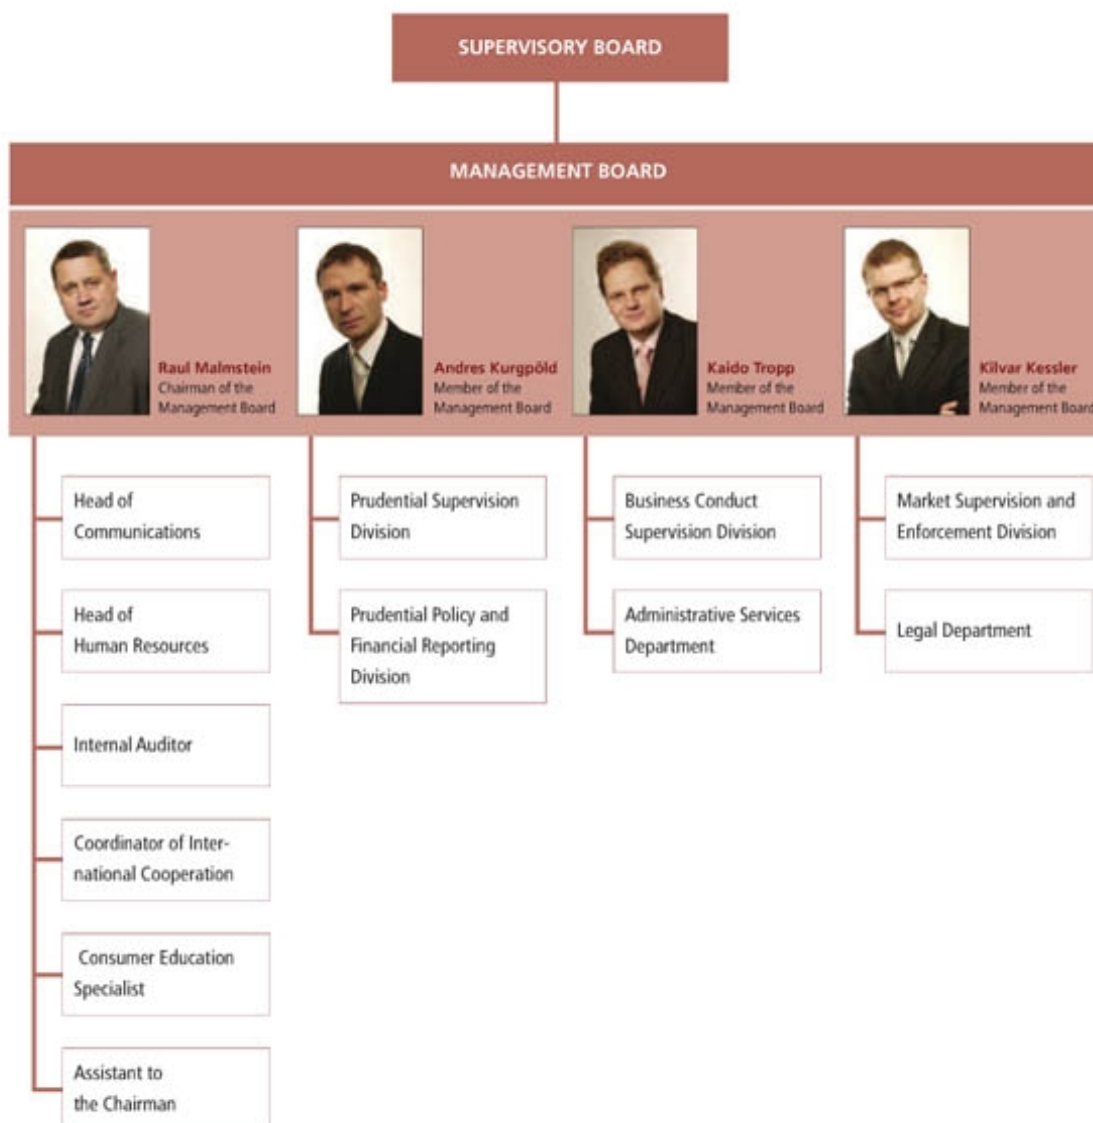 SUPERVISORY BOARD
MANAGEMENT BOARD
Raul Malmstein
Chairman of the
Management Board
Andres Kurgpõld
Member of the
Management Board
Kaido Tropp
Member of the
Management Board
Kilvar Kessler
Member of the
Management Board
Head of
Communications
Head of
Human Resources
Internal Auditor
Coordinator of Inter-
national Cooperation
Consumer Education
Specialist
Assistant to
the Chairman
Prudential Supervision
Division
Prudential Policy and
Financial Reporting
Division
Business Conduct
Supervision Division
Administrative Services
Department
Market Supervision and
Enforcement Division
Legal Department